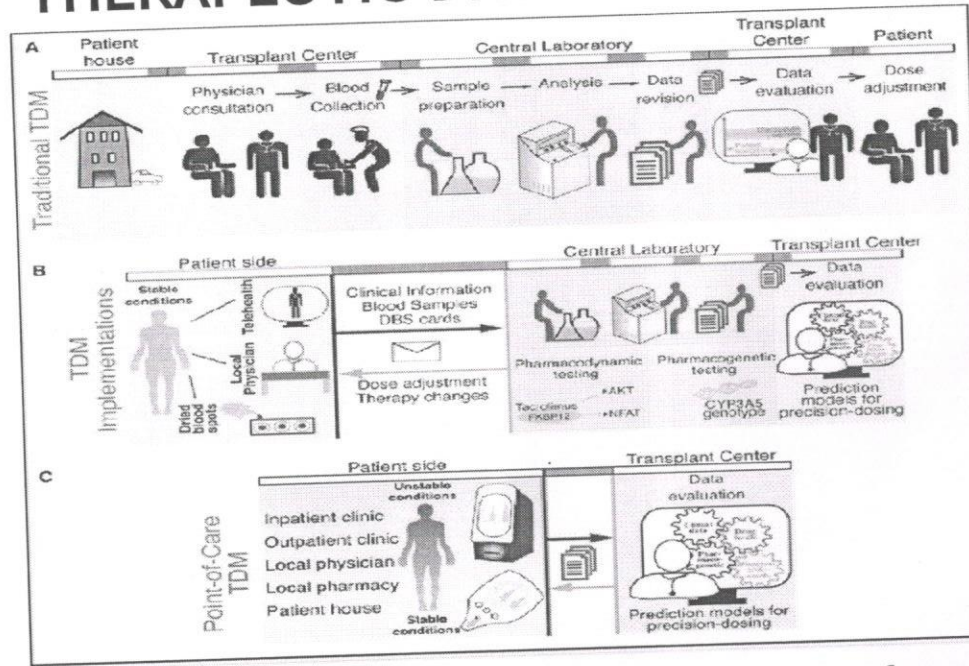 A
Patient house
Transplant Center
Central Laboratory
Transplant Center
Patient
Traditional TDM
Physician consultation
Blood Collection
Sample preparation
Analysis
Data revision
Data evaluation
Dose adjustment
B
TDM Implementations
Patient side
Central Laboratory
Transplant Center
Stable conditions
Telehealth
Local Physician
Dried blood spots
Clinical Information
Blood Samples
DBS cards
Dose adjustment
Therapy changes
Pharmacodynamic testing
Tacrolimus
FKBP12
AKT
NFAT
Pharmacogenetic testing
CYP3A5 genotype
Data evaluation
Prediction models for precision-dosing
C
Point-of-Care TDM
Patient side
Transplant Center
Unstable conditions
Inpatient clinic
Outpatient clinic
Local physician
Local pharmacy
Patient house
Stable conditions
Data evaluation
Prediction models for precision-dosing